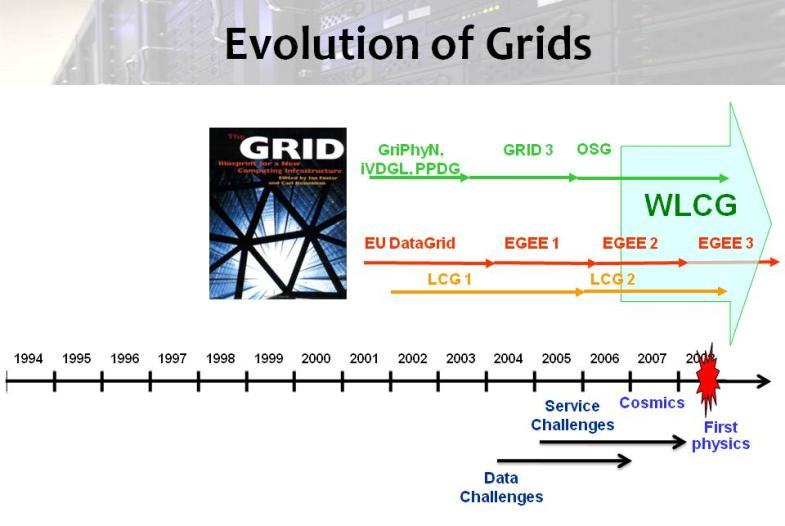 Evolution of Grids
The
GRID
Blueprint for a New
Computing Infrastructure
Edited by Ian Foster
and Carl Kesselman
GriPhyN,
iVDGL, PPDG
GRID 3
OSG
WLCG
EU DataGrid
EGEE 1
EGEE 2
EGEE 3
LCG 1
LCG 2
1994
1995
1996
1997
1998
1999
2000
2001
2002
2003
2004
2005
2006
2007
2008
Service
Challenges
Cosmics
First
physics
Data
Challenges